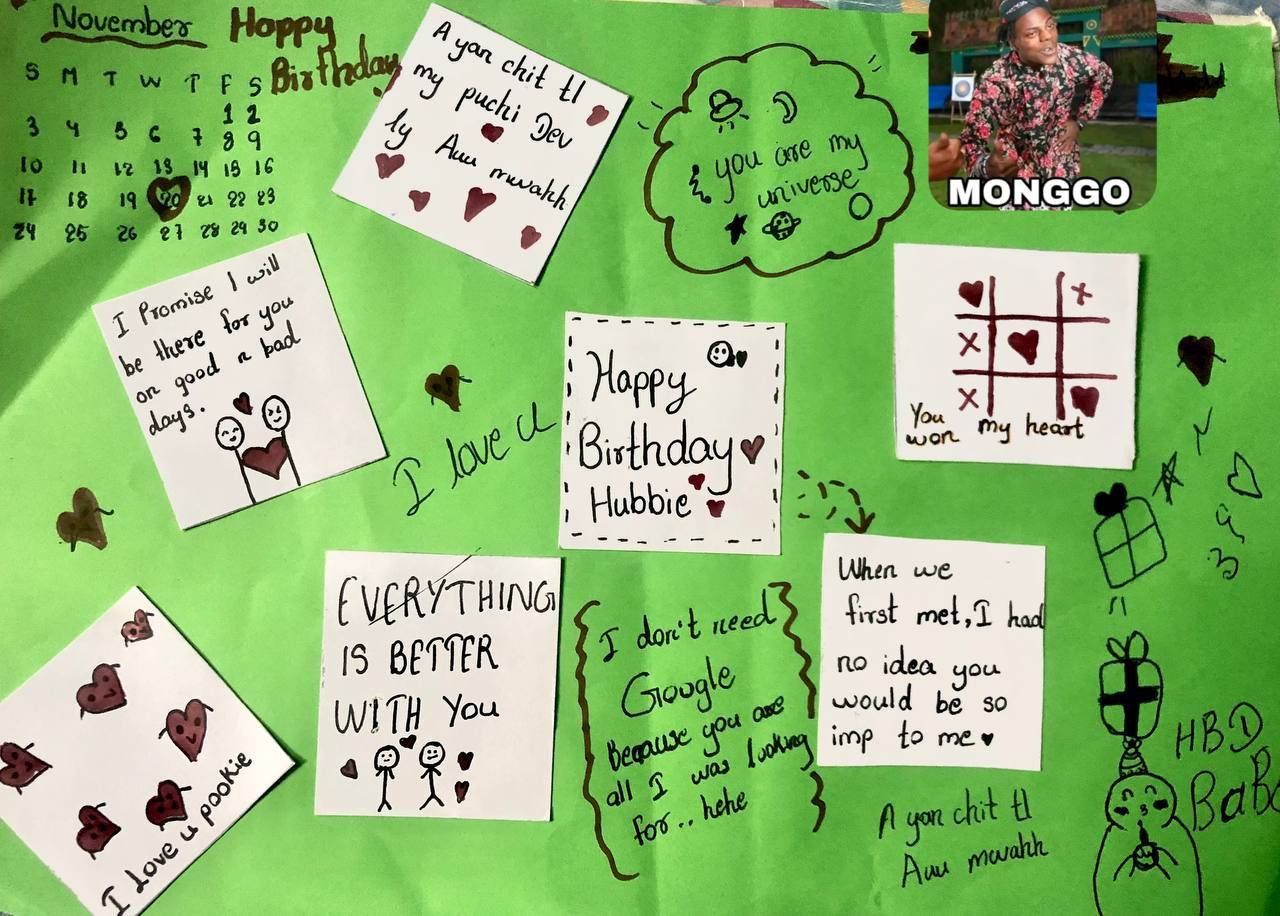 November
S M T W T F S
1 2
3 4 5 6 7 8 9
10 11 12 13 14 15 16
17 18 19 20 21 22 23
24 25 26 27 28 29 30
Happy
Birthday
A yan chit tl
my puchi Dev
ly Auu mwahh
you are my
universe
MONGGO
I Promise I will
be there for you
on good n bad
days.
I love u
Happy
Birthday
Hubbie
X
X
X
You
won my heart
I love u pookie
EVERYTHING
IS BETTER
WITH YOU
I don't need
Google
Because you are
all I was looking
for.. hehe
When we
first met, I had
no idea you
would be so
imp to me
A yan chit tl
Auu mwahh
HBD
BaBa